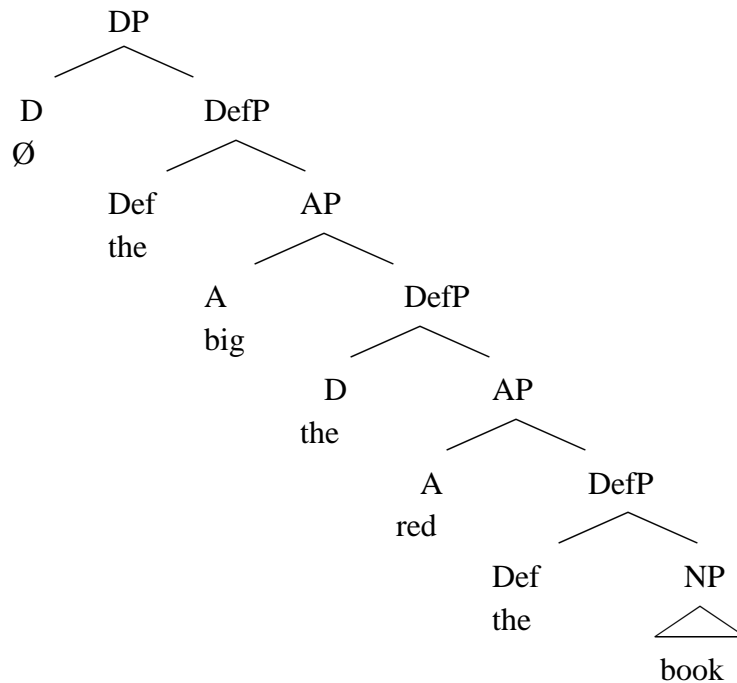 DP
D DefP
Ø
Def AP
the
A DefP
big
D AP
the
A DefP
red
Def NP
the
book